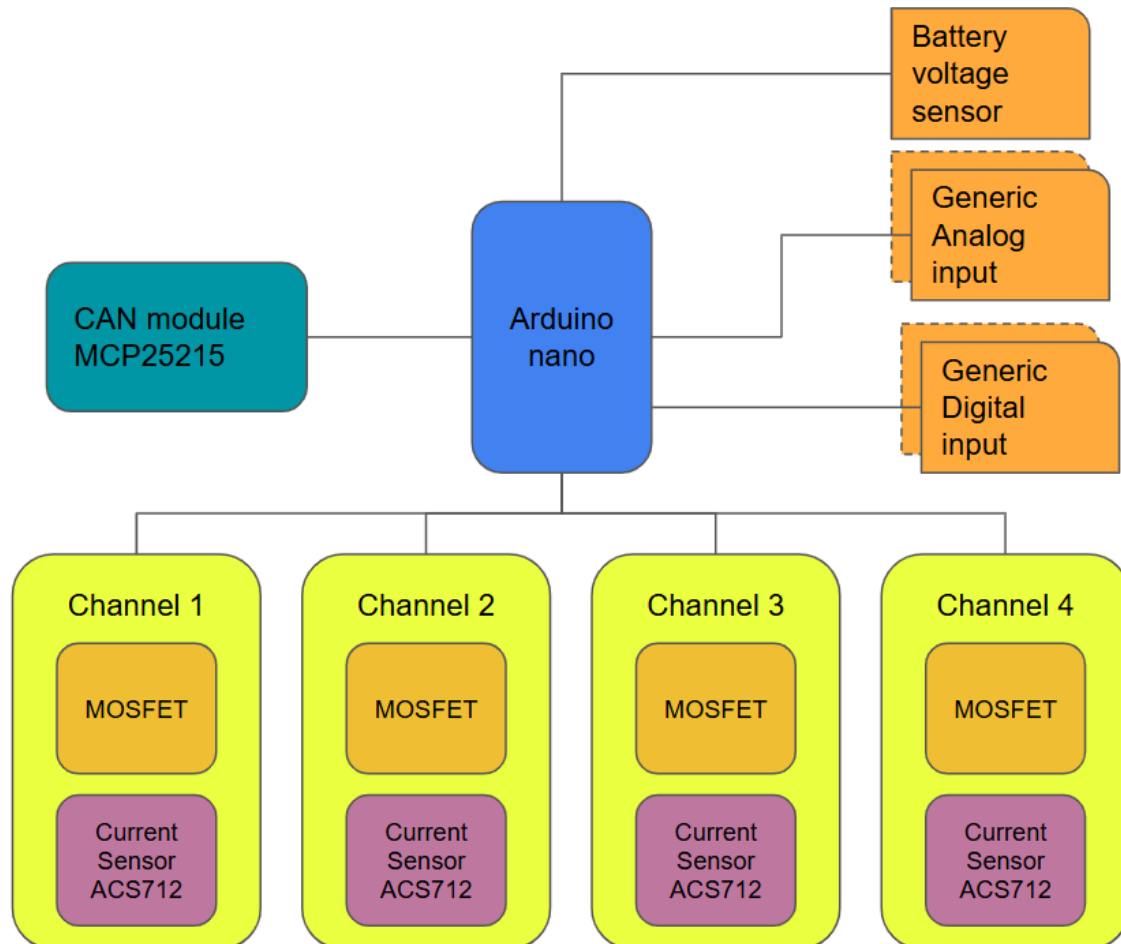 Battery
voltage
sensor
Generic
Analog
input
CAN module
MCP25215
Arduino
nano
Generic
Digital
input
Channel 1
Channel 2
Channel 3
Channel 4
MOSFET
MOSFET
MOSFET
MOSFET
Current
Sensor
ACS712
Current
Sensor
ACS712
Current
Sensor
ACS712
Current
Sensor
ACS712